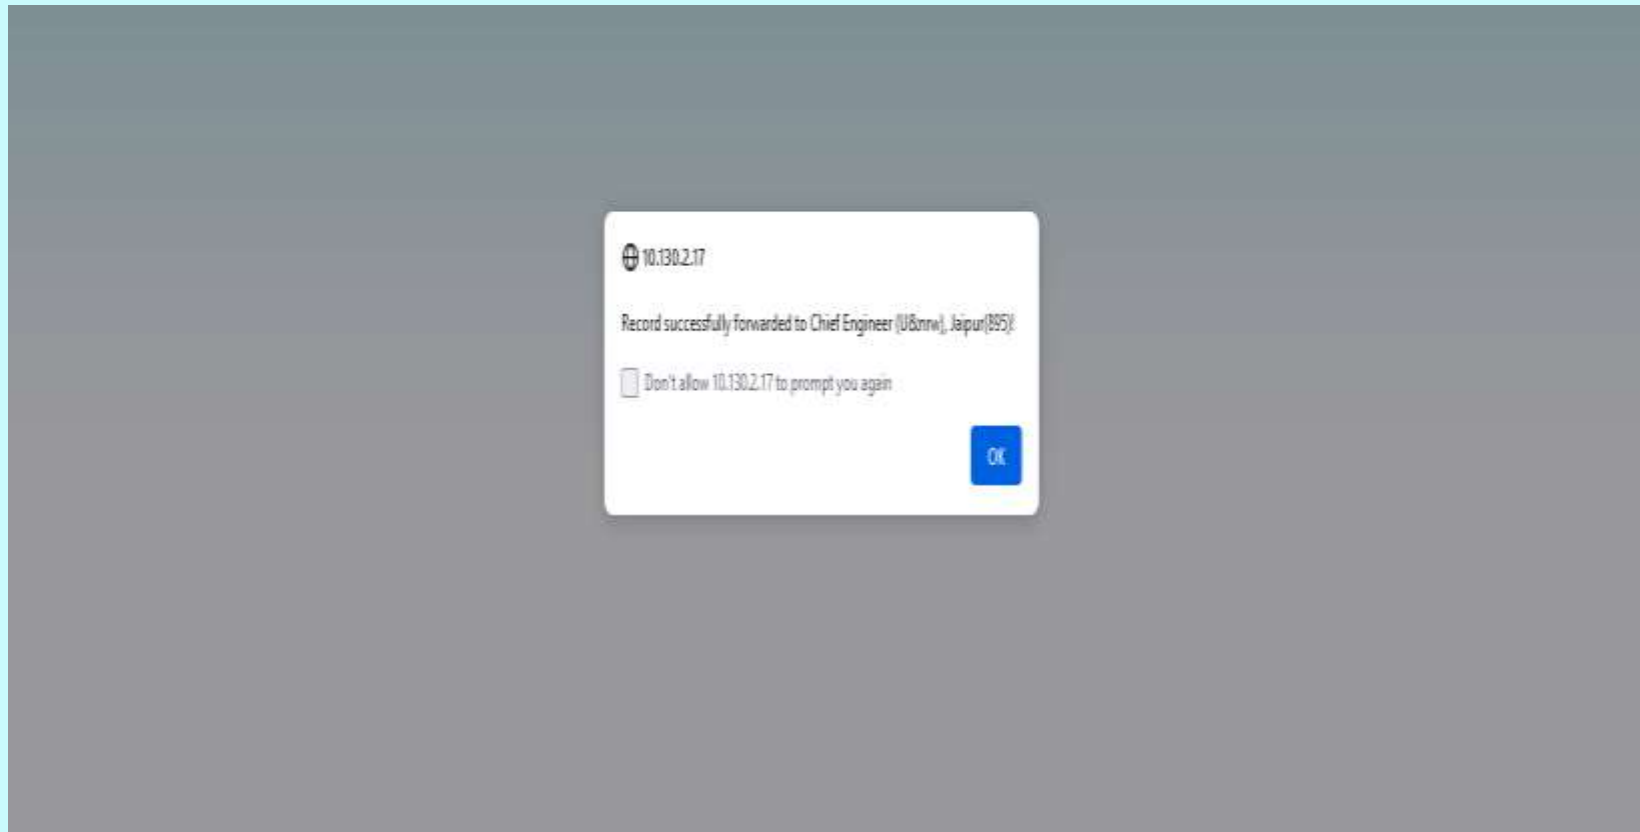 10.130.2.17
Record successfully forwarded to Chief Engineer (U&nrw), Jaipur(895)!
Don't allow 10.130.2.17 to prompt you again
OK